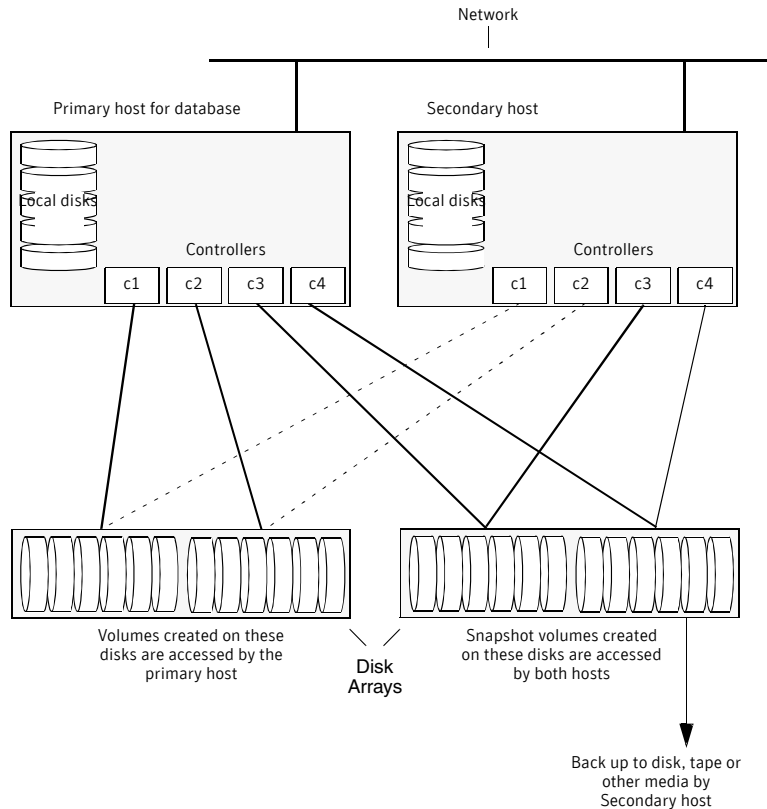 Network
Primary host for database
Secondary host
Local disks
Controllers
c1
c2
c3
c4
Local disks
Controllers
c1
c2
c3
c4
Volumes created on these
disks are accessed by the
primary host
Disk
Arrays
Snapshot volumes created
on these disks are accessed
by both hosts
Back up to disk, tape or
other media by
Secondary host